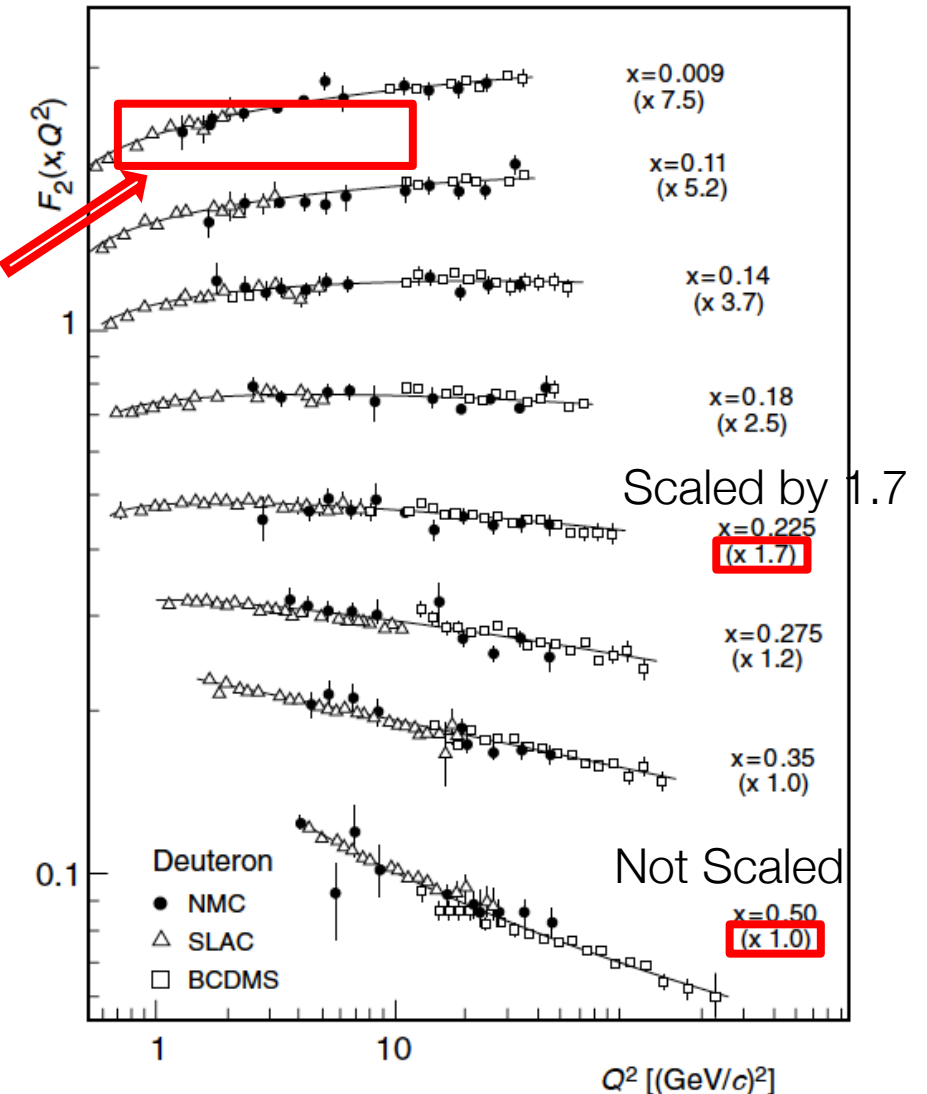 F2(x,Q²)
x=0.009
(x 7.5)
x=0.11
(x 5.2)
x=0.14
(x 3.7)
1
x=0.18
(x 2.5)
Scaled by 1.7
x=0.225
(x 1.7)
x=0.275
(x 1.2)
x=0.35
(x 1.0)
Not Scaled
0.1
Deuteron
NMC
SLAC
BCDMS
x=0.50
(x 1.0)
1
10
Q² [(GeV/c)²]